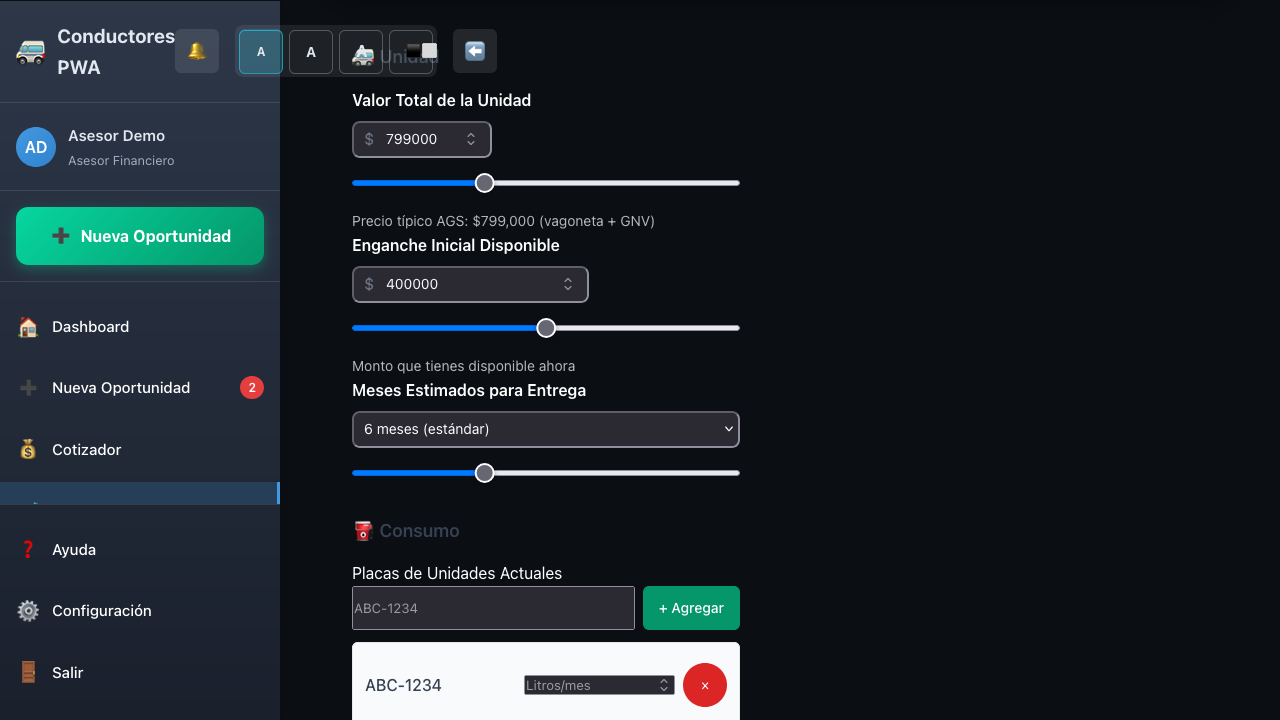 Conductores
PWA
A
A
Unidad
AD
Asesor Demo
Asesor Financiero
Nueva Oportunidad
Dashboard
Nueva Oportunidad
2
Cotizador
Ayuda
Configuración
Salir
Valor Total de la Unidad
$ 799000
Precio típico AGS: $799,000 (vagoneta + GNV)
Enganche Inicial Disponible
$ 400000
Monto que tienes disponible ahora
Meses Estimados para Entrega
6 meses (estándar)
Consumo
Placas de Unidades Actuales
ABC-1234
+ Agregar
ABC-1234
Litros/mes
×